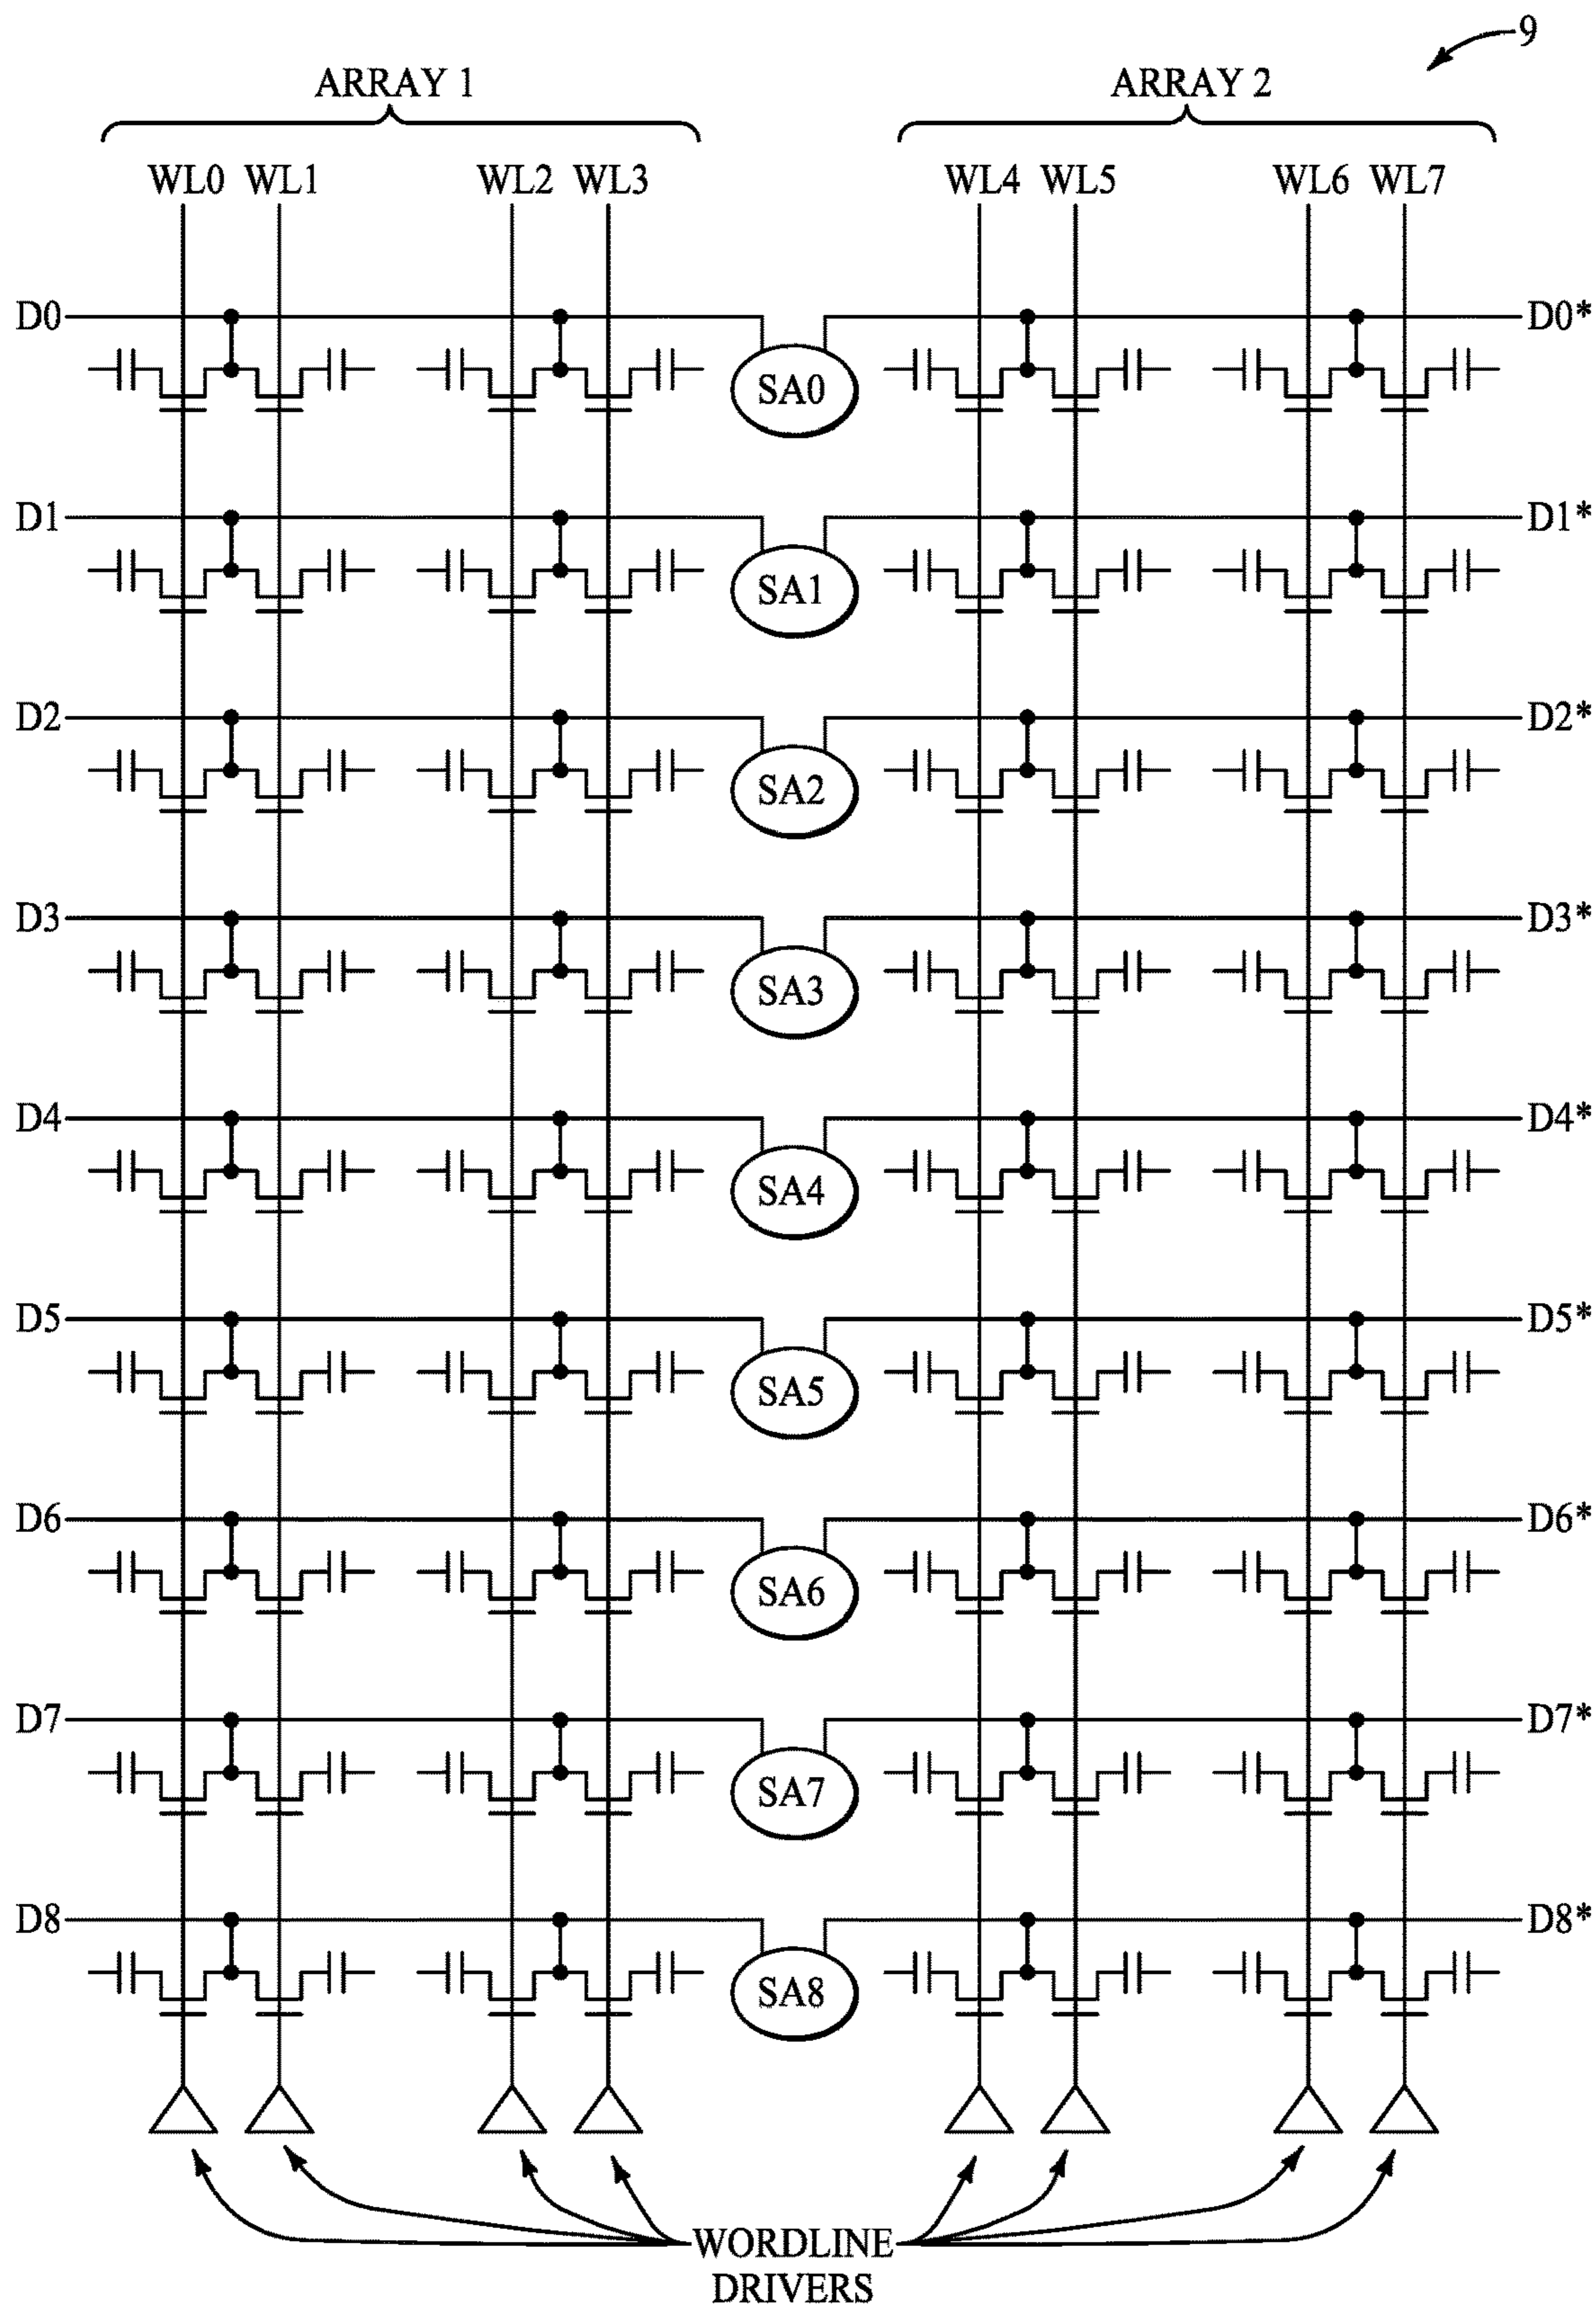 9
ARRAY 1 ARRAY 2
WL0 WL1 WL2 WL3 WL4 WL5 WL6 WL7
D0 D0*
SA0
D1 D1*
SA1
D2 D2*
SA2
D3 D3*
SA3
D4 D4*
SA4
D5 D5*
SA5
D6 D6*
SA6
D7 D7*
SA7
D8 D8*
SA8
WORDLINE
DRIVERS